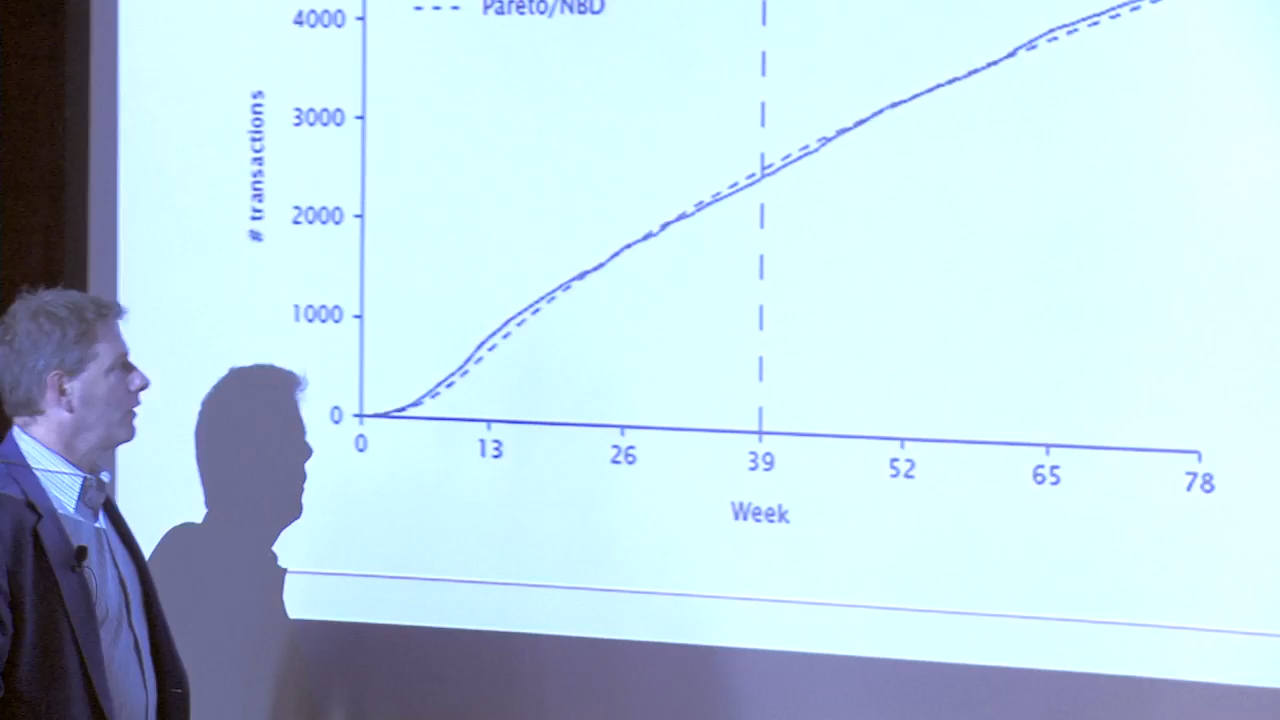 Pareto/NBD
4000
3000
2000
1000
0
# transactions
0 13 26 39 52 65 78
Week